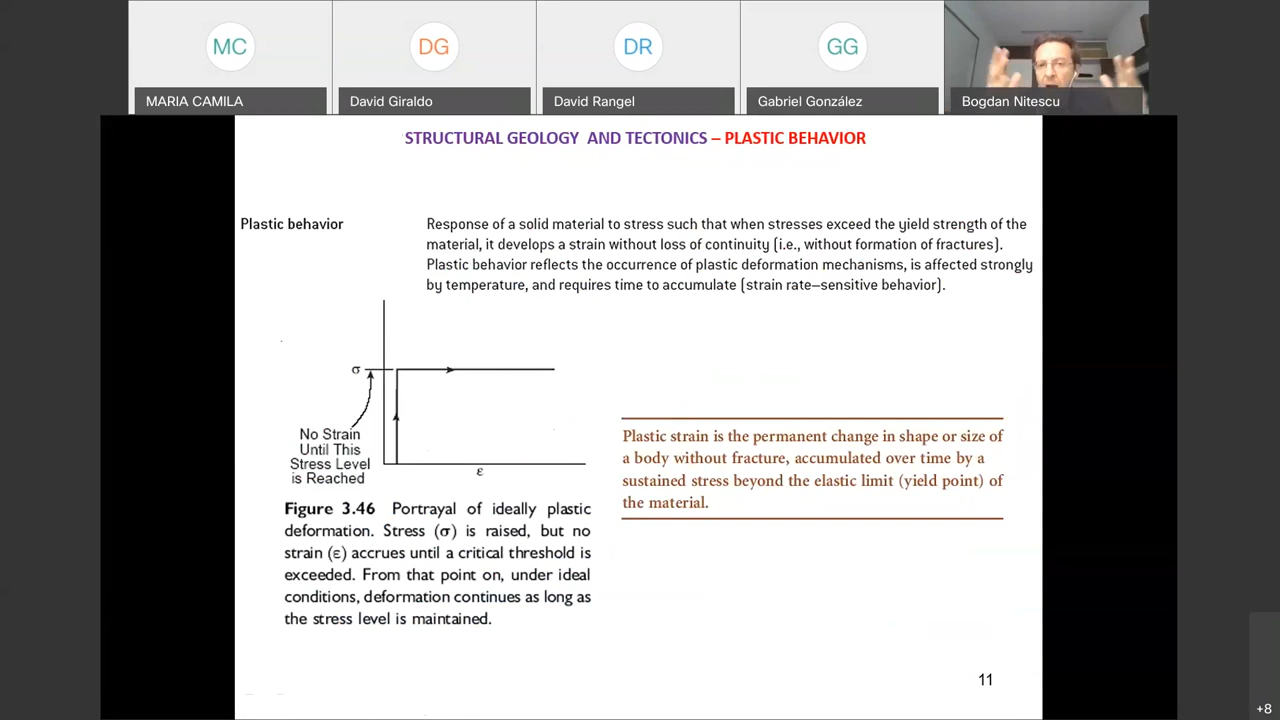 MC
DG
DR
GG
MARIA CAMILA
David Giraldo
David Rangel
Gabriel González
Bogdan Nitescu
STRUCTURAL GEOLOGY AND TECTONICS – PLASTIC BEHAVIOR
Plastic behavior
Response of a solid material to stress such that when stresses exceed the yield strength of the
material, it develops a strain without loss of continuity (i.e., without formation of fractures).
Plastic behavior reflects the occurrence of plastic deformation mechanisms, is affected strongly
by temperature, and requires time to accumulate (strain rate–sensitive behavior).
σ
No Strain
Until This
Stress Level
is Reached
ε
Figure 3.46 Portrayal of ideally plastic
deformation. Stress (σ) is raised, but no
strain (ε) accrues until a critical threshold is
exceeded. From that point on, under ideal
conditions, deformation continues as long as
the stress level is maintained.
Plastic strain is the permanent change in shape or size of
a body without fracture, accumulated over time by a
sustained stress beyond the elastic limit (yield point) of
the material.
11
+8